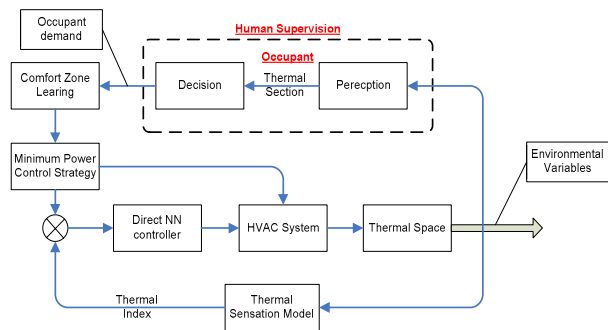 Occupant
demand
Human Supervision
Occupant
Comfort Zone
Learing
Decision
Thermal
Section
Perecption
Minimum Power
Control Strategy
Environmental
Variables
Direct NN
controller
HVAC System
Thermal Space
Thermal
Index
Thermal
Sensation Model